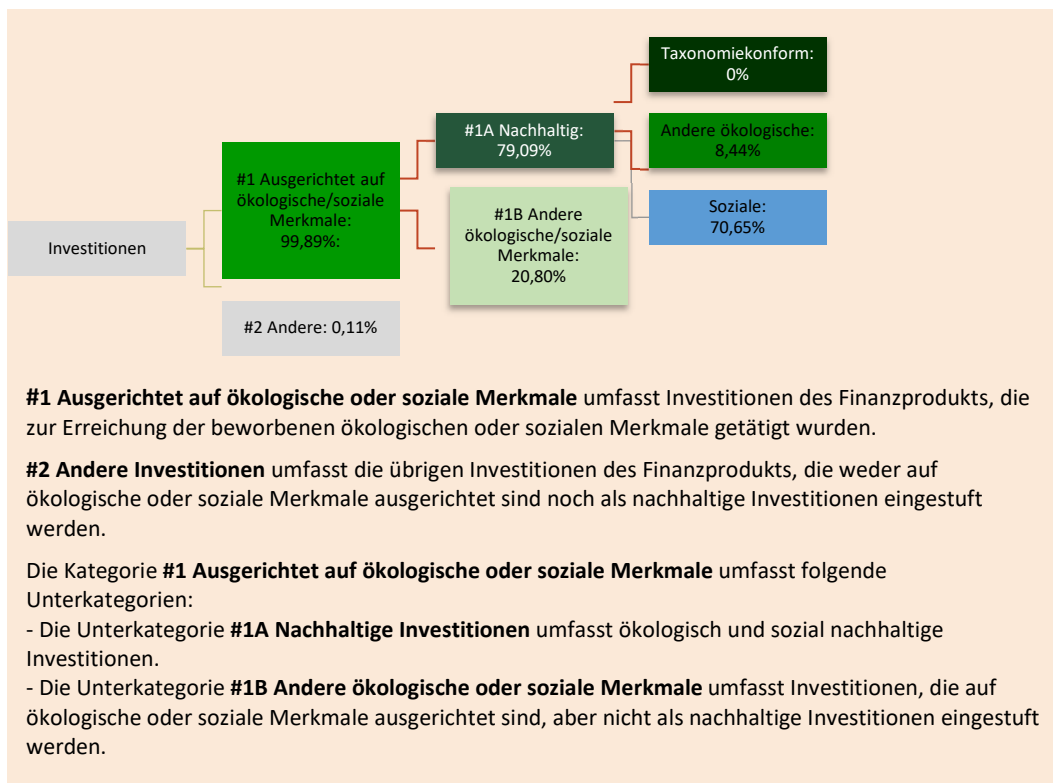 Taxonomiekonform:
0%
#1A Nachhaltig:
79,09%
Andere ökologische:
8,44%
#1 Ausgerichtet auf
ökologische/soziale
Merkmale:
99,89%:
#1B Andere
ökologische/soziale
Merkmale:
20,80%
Soziale:
70,65%
Investitionen
#2 Andere: 0,11%
#1 Ausgerichtet auf ökologische oder soziale Merkmale umfasst Investitionen des Finanzprodukts, die
zur Erreichung der beworbenen ökologischen oder sozialen Merkmale getätigt wurden.
#2 Andere Investitionen umfasst die übrigen Investitionen des Finanzprodukts, die weder auf
ökologische oder soziale Merkmale ausgerichtet sind noch als nachhaltige Investitionen eingestuft
werden.
Die Kategorie #1 Ausgerichtet auf ökologische oder soziale Merkmale umfasst folgende
Unterkategorien:
- Die Unterkategorie #1A Nachhaltige Investitionen umfasst ökologisch und sozial nachhaltige
Investitionen.
- Die Unterkategorie #1B Andere ökologische oder soziale Merkmale umfasst Investitionen, die auf
ökologische oder soziale Merkmale ausgerichtet sind, aber nicht als nachhaltige Investitionen eingestuft
werden.